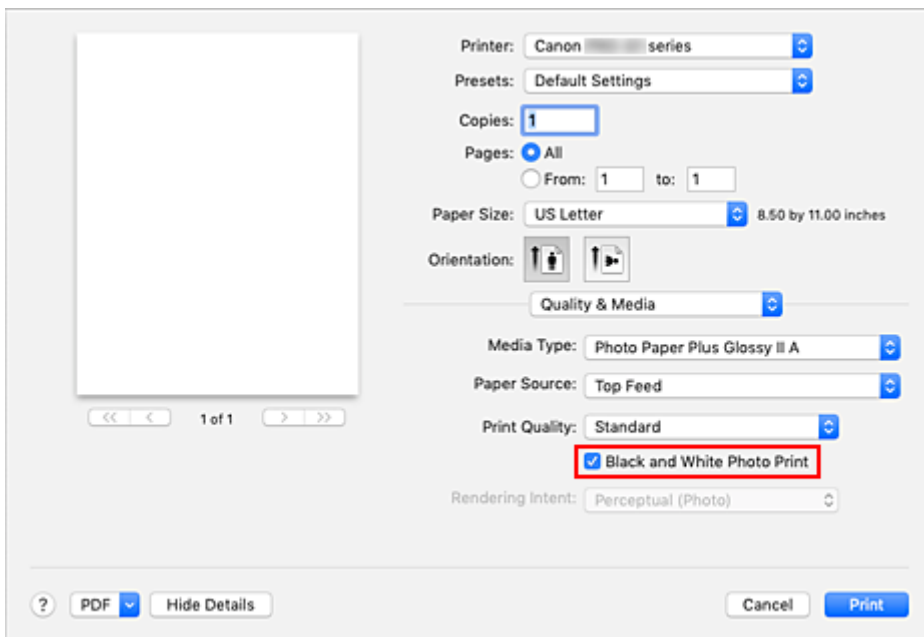 Printer: Canon series
Presets: Default Settings
Copies: 1
Pages: All
From: 1 to: 1
Paper Size: US Letter 8.50 by 11.00 inches
Orientation:
Quality & Media
Media Type: Photo Paper Plus Glossy II A
Paper Source: Top Feed
<< < 1 of 1 > >>
Print Quality: Standard
Black and White Photo Print
Rendering Intent: Perceptual (Photo)
? PDF Hide Details Cancel Print